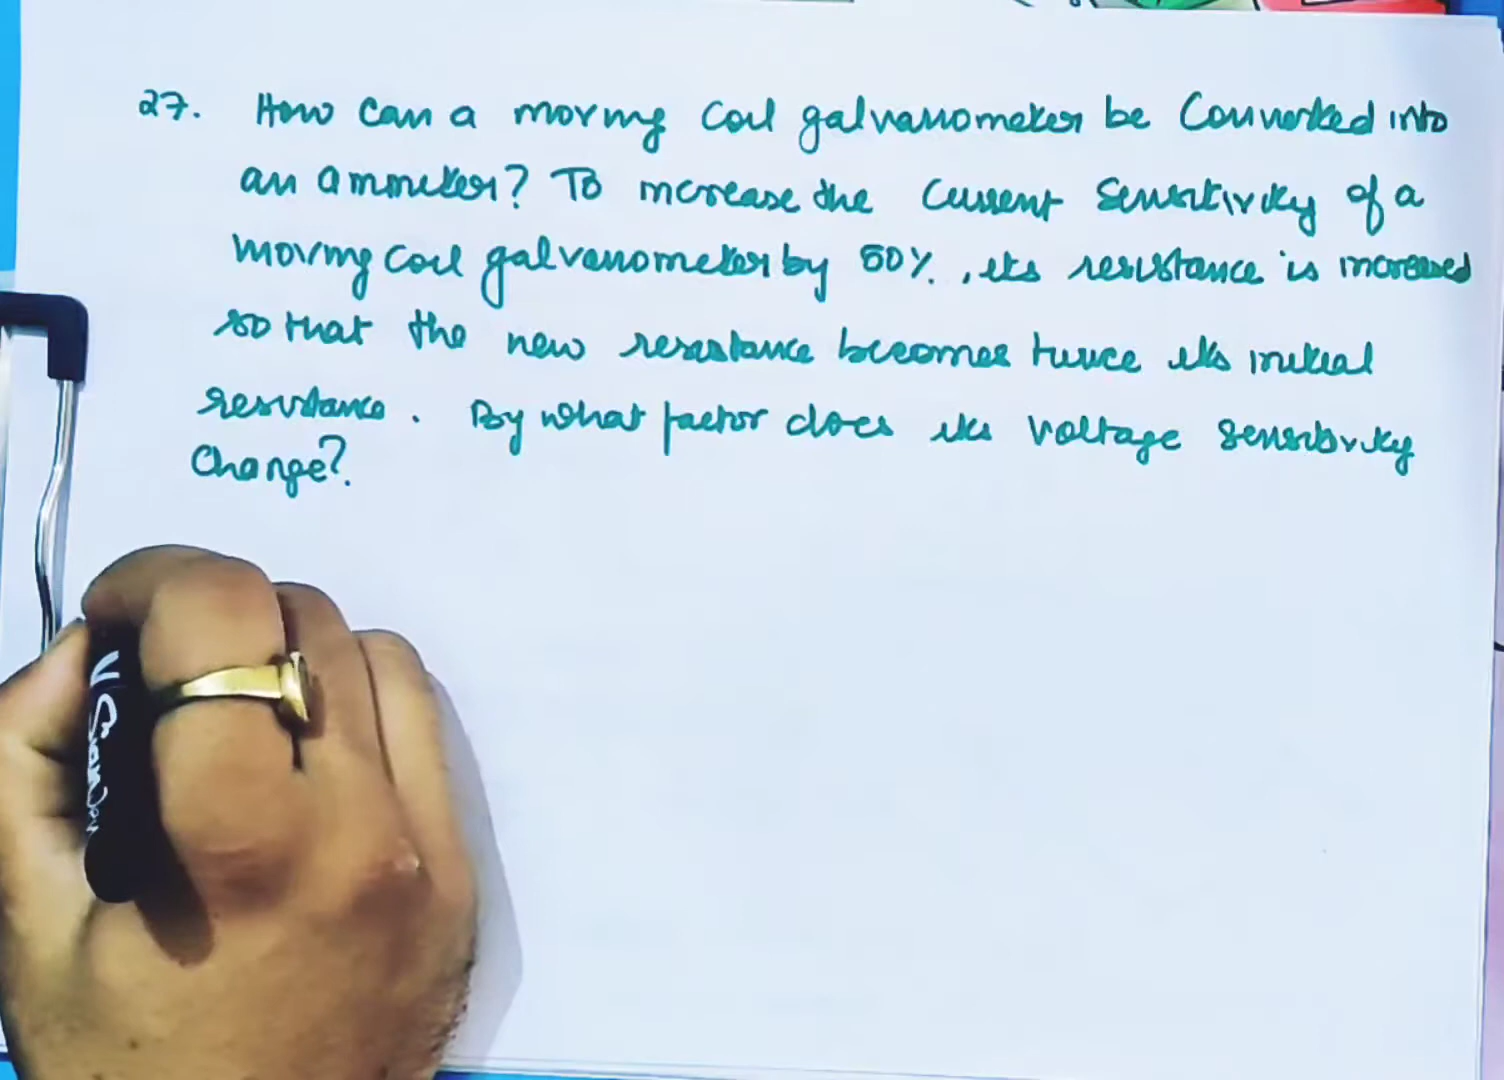 27. How can a moving coil galvanometer be Converted into
an ammeter? To increase the Current Sensitivity of a
moving coil galvanometer by 50%, its resistance is increased
so that the new resistance becomes twice its initial
resistance. By what factor does its voltage sensitivity
Change?